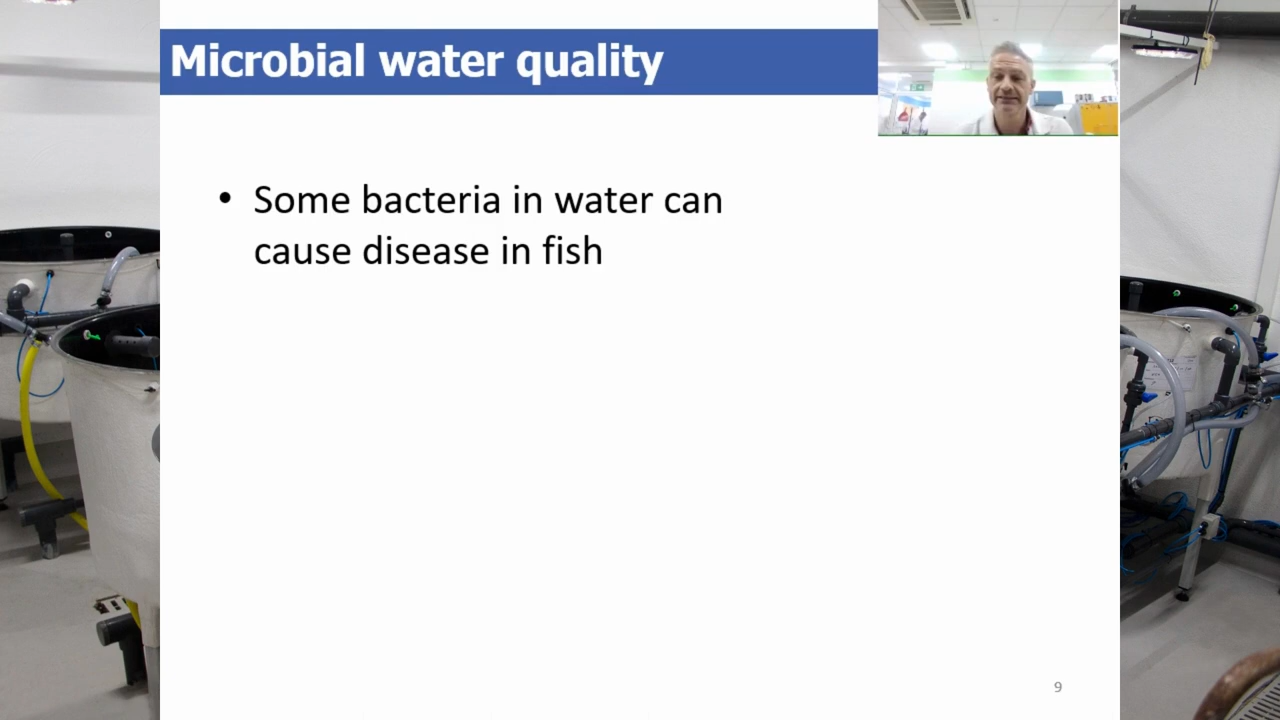 Microbial water quality
• Some bacteria in water can
cause disease in fish
9